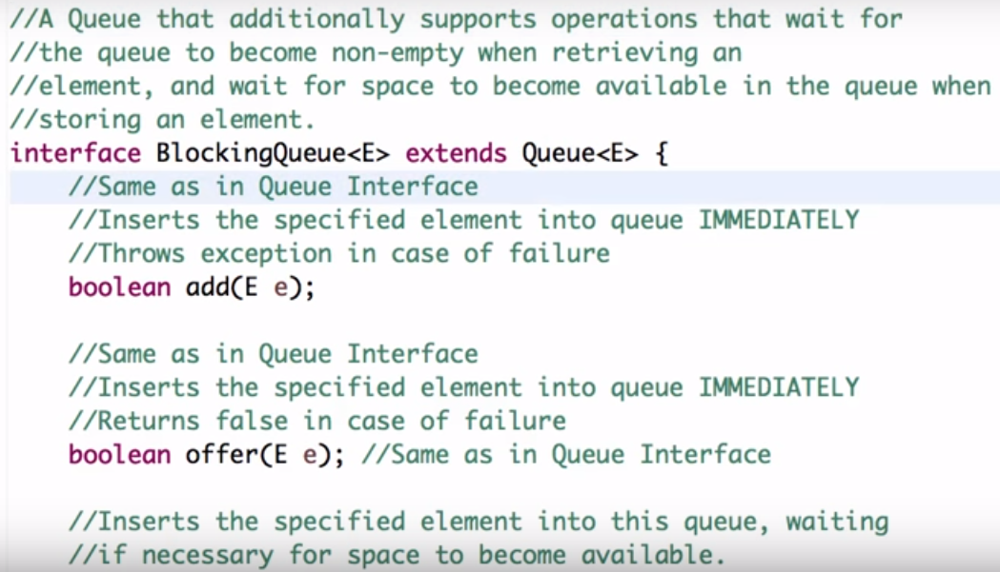 //A Queue that additionally supports operations that wait for
//the queue to become non-empty when retrieving an
//element, and wait for space to become available in the queue when
//storing an element.
interface BlockingQueue<E> extends Queue<E> {
    //Same as in Queue Interface
    //Inserts the specified element into queue IMMEDIATELY
    //Throws exception in case of failure
    boolean add(E e);

    //Same as in Queue Interface
    //Inserts the specified element into queue IMMEDIATELY
    //Returns false in case of failure
    boolean offer(E e); //Same as in Queue Interface

    //Inserts the specified element into this queue, waiting
    //if necessary for space to become available.